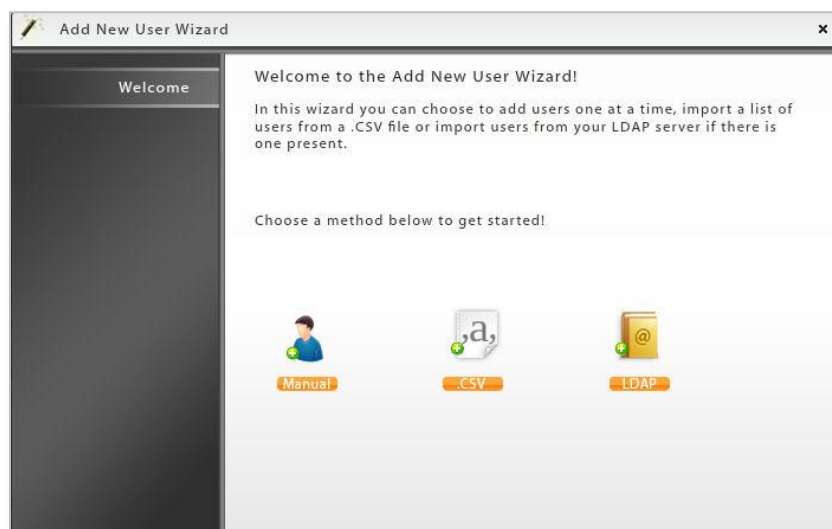 Add New User Wizard
Welcome
Welcome to the Add New User Wizard!
In this wizard you can choose to add users one at a time, import a list of
users from a .CSV file or import users from your LDAP server if there is
one present.
Choose a method below to get started!
,a,
@
Manual
.CSV
LDAP